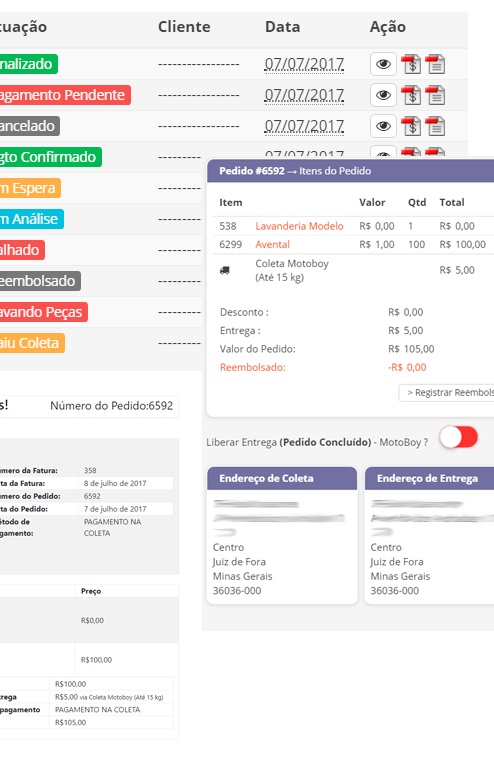 tuação Cliente Data Ação
nalizado ----------------- 07/07/2017
agamento Pendente ----------------- 07/07/2017
ancelado ----------------- 07/07/2017
gto Confirmado ----------------- 07/07/2017
m Espera ---------
m Análise ---------
alhado ---------
eembolsado ---------
avando Peças ---------
aiu Coleta ---------
Pedido #6592 → Itens do Pedido
Item Valor Qtd Total
538 Lavanderia Modelo R$ 0,00 1 R$ 0,00
6299 Avental R$ 1,00 100 R$ 100,00
Coleta Motoboy
(Até 15 kg) R$ 5,00
Desconto : R$ 0,00
Entrega : R$ 5,00
Valor do Pedido: R$ 105,00
Reembolsado: -R$ 0,00
> Registrar Reembols
Liberar Entrega (Pedido Concluído) - MotoBoy ?
Endereço de Coleta
Centro
Juiz de Fora
Minas Gerais
36036-000
Endereço de Entrega
Centro
Juiz de Fora
Minas Gerais
36036-000
s! Número do Pedido:6592
úmero da Fatura: 358
ta da Fatura: 8 de julho de 2017
úmero do Pedido: 6592
ta do Pedido: 7 de julho de 2017
étodo de PAGAMENTO NA
gamento: COLETA
Preço
R$0,00
R$100,00
R$100,00
rega R$5,00 via Coleta Motoboy (Até 15 kg)
pagamento PAGAMENTO NA COLETA
R$105,00